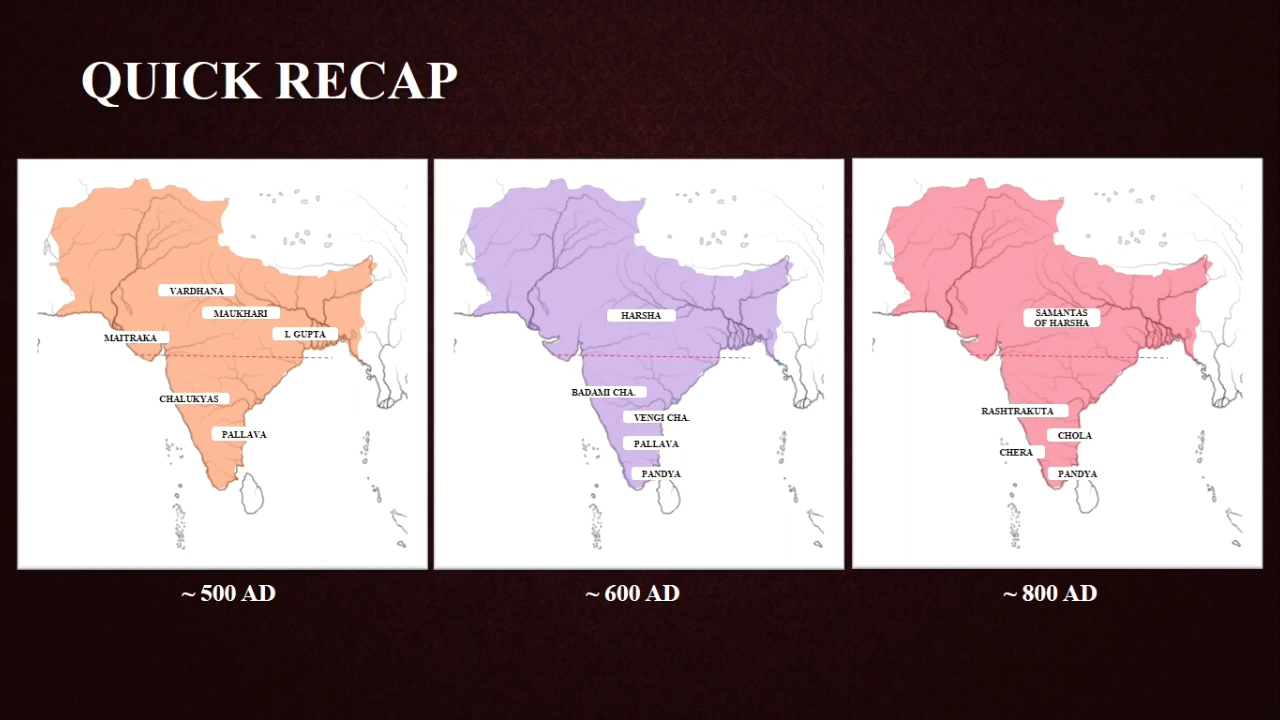 QUICK RECAP
VARDHANA
MAUKHARI
L GUPTA
MAITRAKA
CHALUKYAS
PALLAVA
~ 500 AD
HARSHA
BADAMI CHA.
VENGI CHA.
PALLAVA
PANDYA
~ 600 AD
SAMANTAS
OF HARSHA
RASHTRAKUTA
CHOLA
CHERA
PANDYA
~ 800 AD